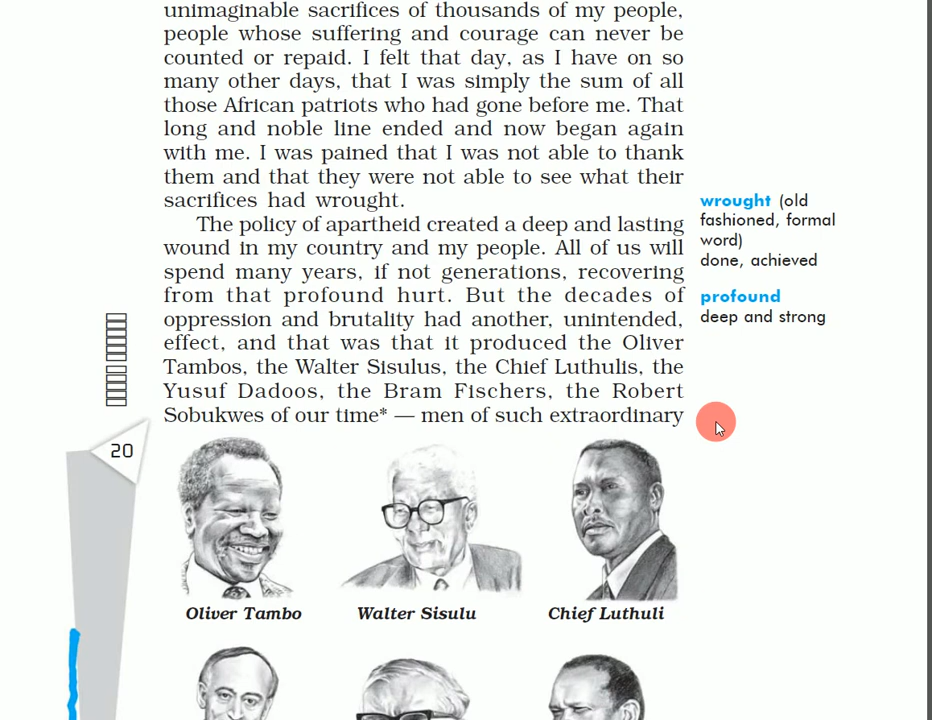 unimaginable sacrifices of thousands of my people,
people whose suffering and courage can never be
counted or repaid. I felt that day, as I have on so
many other days, that I was simply the sum of all
those African patriots who had gone before me. That
long and noble line ended and now began again
with me. I was pained that I was not able to thank
them and that they were not able to see what their
sacrifices had wrought.
The policy of apartheid created a deep and lasting
wound in my country and my people. All of us will
spend many years, if not generations, recovering
from that profound hurt. But the decades of
oppression and brutality had another, unintended,
effect, and that was that it produced the Oliver
Tambos, the Walter Sisulus, the Chief Luthulis, the
Yusuf Dadoos, the Bram Fischers, the Robert
Sobukwes of our time* — men of such extraordinary
wrought (old
fashioned, formal
word)
done, achieved
profound
deep and strong
20
Oliver Tambo
Walter Sisulu
Chief Luthuli